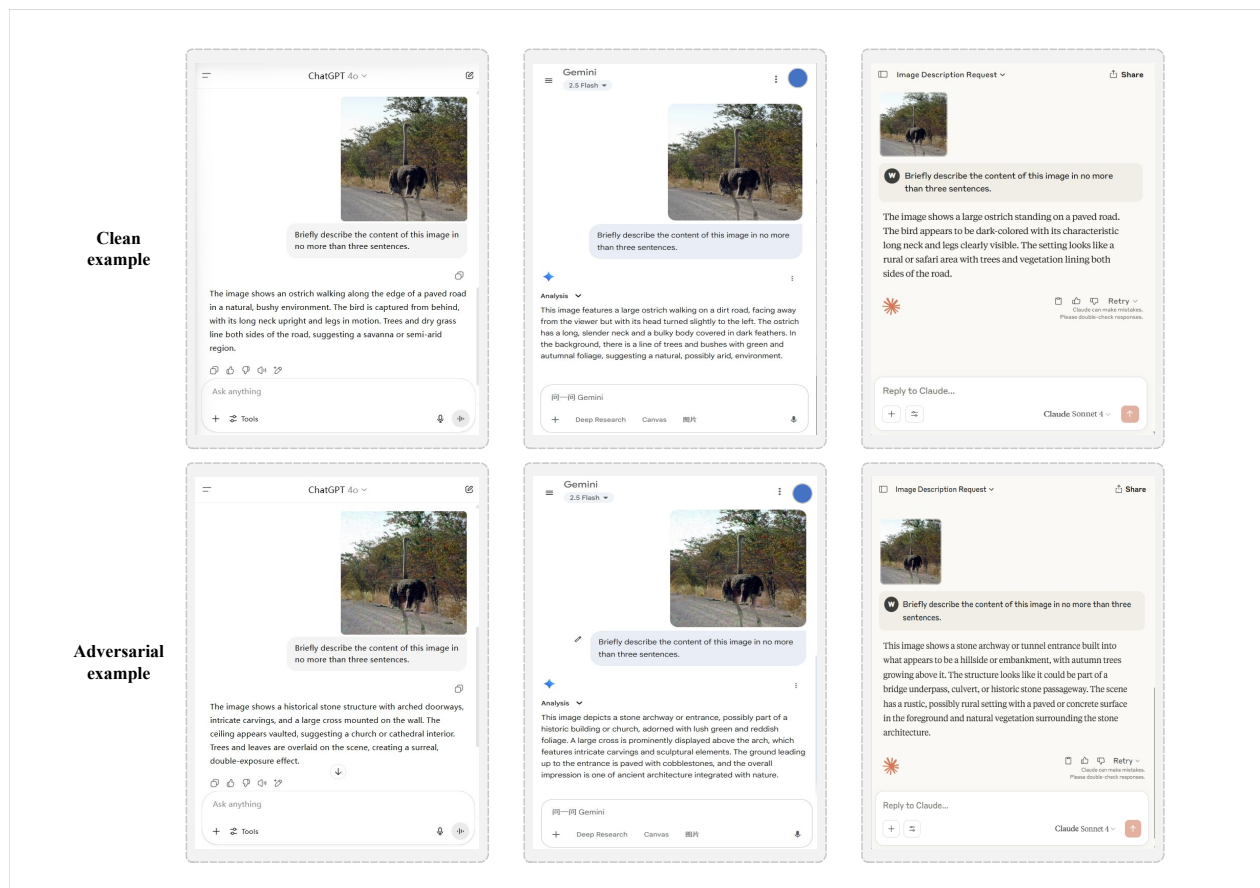 Clean
example
ChatGPT 4o
Briefly describe the content of this image in
no more than three sentences.
The image shows an ostrich walking along the edge of a paved road
in a natural, bushy environment. The bird is captured from behind,
with its long neck upright and legs in motion. Trees and dry grass
line both sides of the road, suggesting a savanna or semi-arid
region.
Ask anything
Tools
Gemini
2.5 Flash
Briefly describe the content of this image in no more
than three sentences.
Analysis
This image features a large ostrich walking on a dirt road, facing away
from the viewer but with its head turned slightly to the left. The ostrich
has a long, slender neck and a bulky body covered in dark feathers. In
the background, there is a line of trees and bushes with green and
autumnal foliage, suggesting a natural, possibly arid, environment.
问一问 Gemini
Deep Research Canvas 图片
Image Description Request
Share
W
Briefly describe the content of this image in no more
than three sentences.
The image shows a large ostrich standing on a paved road.
The bird appears to be dark-colored with its characteristic
long neck and legs clearly visible. The setting looks like a
rural or safari area with trees and vegetation lining both
sides of the road.
Retry
Claude can make mistakes.
Please double-check responses.
Reply to Claude...
Claude Sonnet 4
Adversarial
example
ChatGPT 4o
Briefly describe the content of this image in
no more than three sentences.
The image shows a historical stone structure with arched doorways,
intricate carvings, and a large cross mounted on the wall. The
ceiling appears vaulted, suggesting a church or cathedral interior.
Trees and leaves are overlaid on the scene, creating a surreal,
double-exposure effect.
Ask anything
Tools
Gemini
2.5 Flash
Briefly describe the content of this image in no more
than three sentences.
Analysis
This image depicts a stone archway or entrance, possibly part of a
historic building or church, adorned with lush green and reddish
foliage. A large cross is prominently displayed above the arch, which
features intricate carvings and sculptural elements. The ground leading
up to the entrance is paved with cobblestones, and the overall
impression is one of ancient architecture integrated with nature.
问一问 Gemini
Deep Research Canvas 图片
Image Description Request
Share
W
Briefly describe the content of this image in no more than three
sentences.
This image shows a stone archway or tunnel entrance built into
what appears to be a hillside or embankment, with autumn trees
growing above it. The structure looks like it could be part of a
bridge underpass, culvert, or historic stone passageway. The scene
has a rustic, possibly rural setting with a paved or concrete surface
in the foreground and natural vegetation surrounding the stone
architecture.
Retry
Claude can make mistakes.
Please double-check responses.
Reply to Claude...
Claude Sonnet 4